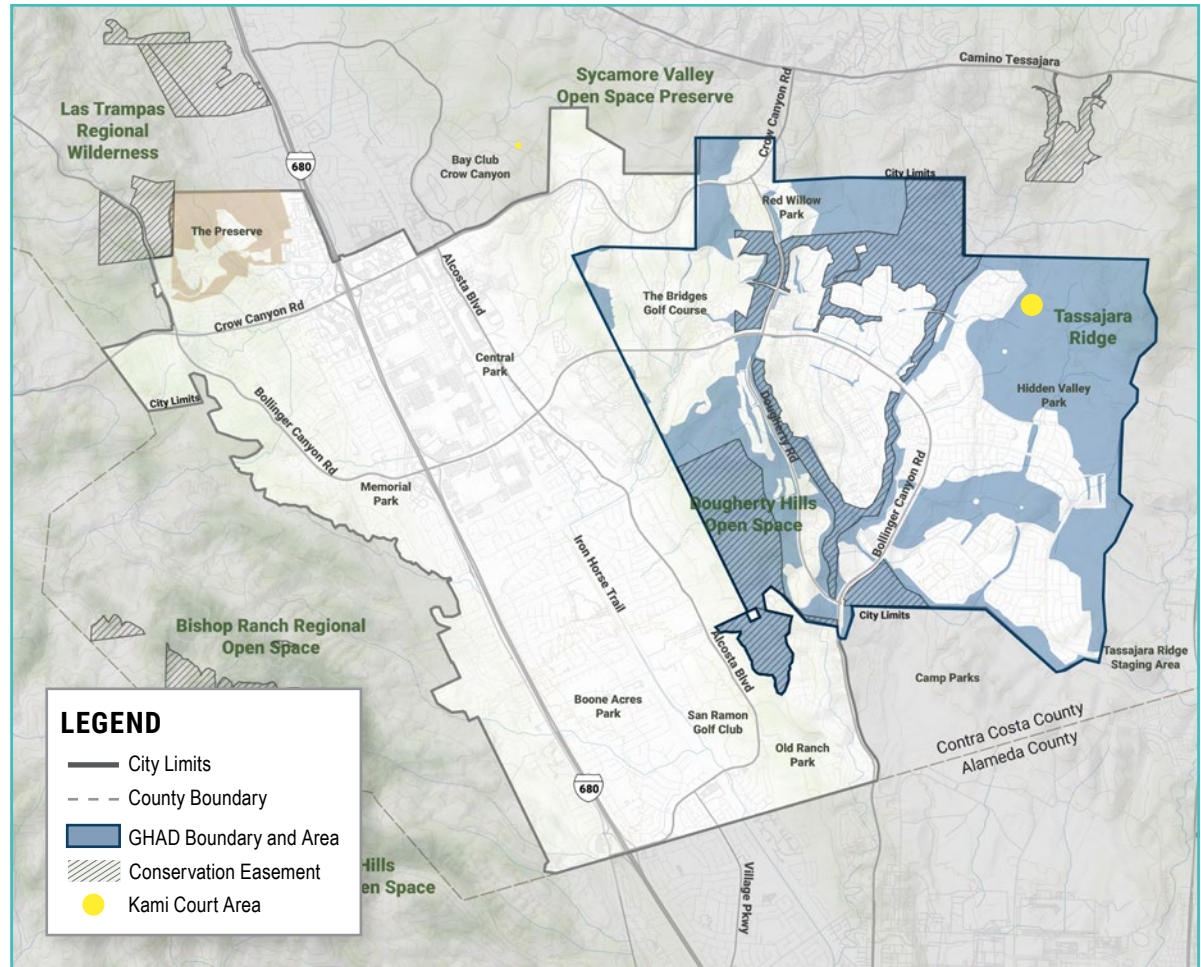 Camino Tessajara
Sycamore Valley
Open Space Preserve
Crow Canyon Rd
Las Trampas
Regional
Wilderness
680
Bay Club
Crow Canyon
City Limits
Red Willow
Park
The Preserve
Alcosta Blvd
The Bridges
Golf Course
Crow Canyon Rd
Tassajara
Ridge
Central
Park
Hidden Valley
Park
City Limits
Bollinger Canyon Rd
Dougherty Rd
Memorial
Park
Bollinger Canyon Rd
Dougherty Hills
Open Space
Iron Horse Trail
City Limits
Bishop Ranch Regional
Open Space
Alcosta Blvd
Tassajara Ridge
Staging Area
Camp Parks
Boone Acres
Park
San Ramon
Golf Club
Old Ranch
Park
Contra Costa County
Alameda County
680
Village Pkwy
LEGEND
City Limits
County Boundary
GHAD Boundary and Area
Conservation Easement
Kami Court Area
Hills
en Space